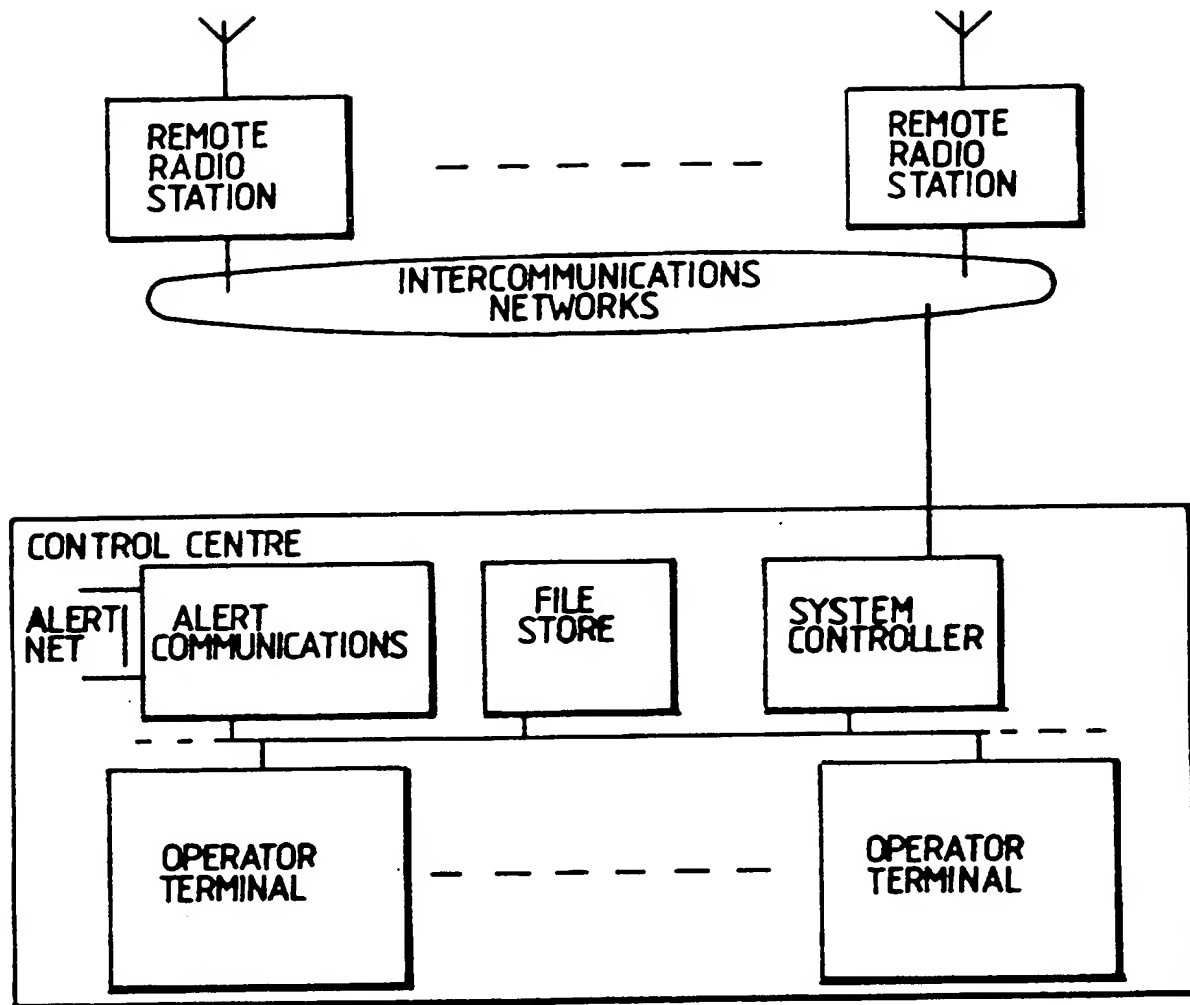 REMOTE
RADIO
STATION
REMOTE
RADIO
STATION
INTERCOMMUNICATIONS
NETWORKS
CONTROL CENTRE
ALERT
NET
ALERT
COMMUNICATIONS
FILE
STORE
SYSTEM
CONTROLLER
OPERATOR
TERMINAL
OPERATOR
TERMINAL